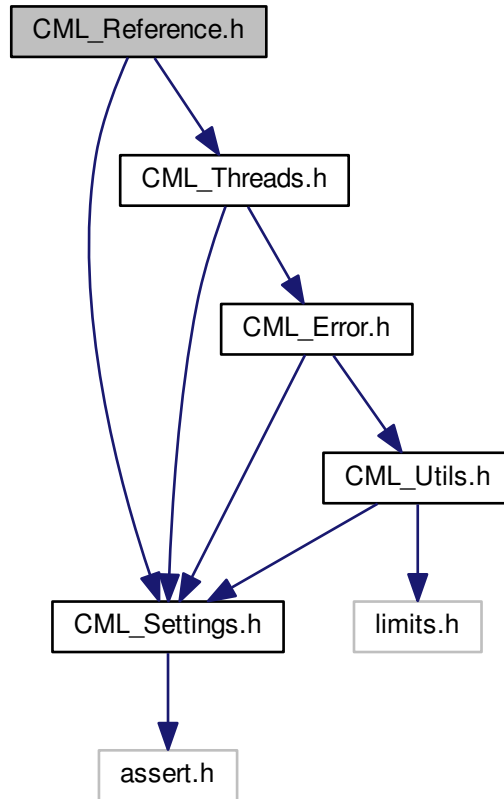 CML_Reference.h
CML_Threads.h
CML_Error.h
CML_Utils.h
CML_Settings.h
limits.h
assert.h